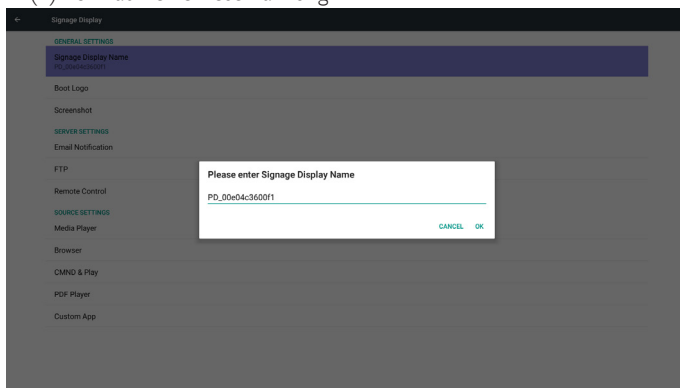 Signage Display
GENERAL SETTINGS
Signage Display Name
PD_00e04c3600f1
Boot Logo
Screenshot
SERVER SETTINGS
Email Notification
FTP
Remote Control
SOURCE SETTINGS
Media Player
Browser
CMND & Play
PDF Player
Custom App
Please enter Signage Display Name
PD_00e04c3600f1
CANCEL OK